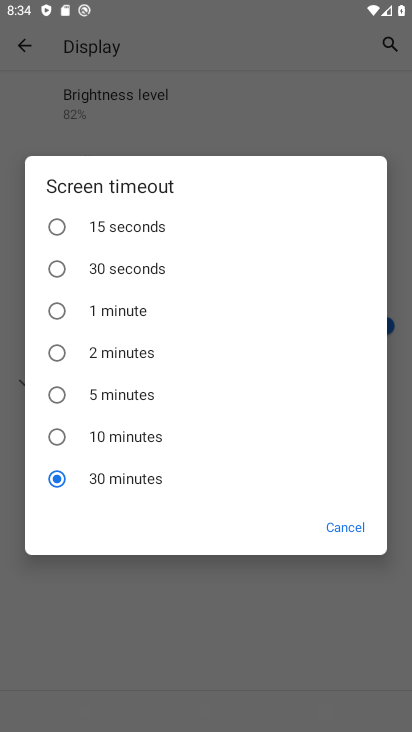 8:34
Display
Brightness level
82%
Screen timeout
15 seconds
30 seconds
1 minute
2 minutes
5 minutes
10 minutes
30 minutes
Cancel